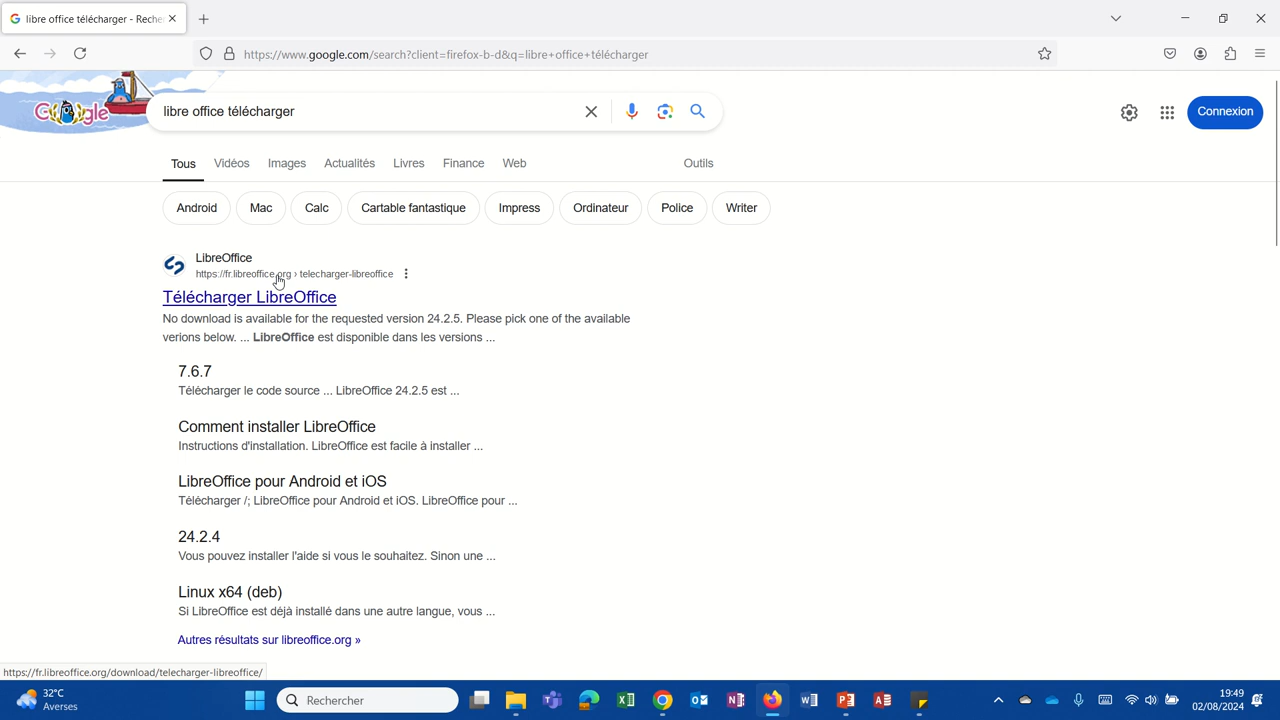 libre office télécharger - Reche
https://www.google.com/search?client=firefox-b-d&q=libre+office+télécharger
Google
libre office télécharger
Connexion
Tous Vidéos Images Actualités Livres Finance Web Outils
Android Mac Calc Cartable fantastique Impress Ordinateur Police Writer
LibreOffice
https://fr.libreoffice.org › telecharger-libreoffice
Télécharger LibreOffice
No download is available for the requested version 24.2.5. Please pick one of the available
verions below. ... LibreOffice est disponible dans les versions ...
7.6.7
Télécharger le code source ... LibreOffice 24.2.5 est ...
Comment installer LibreOffice
Instructions d'installation. LibreOffice est facile à installer ...
LibreOffice pour Android et iOS
Télécharger /; LibreOffice pour Android et iOS. LibreOffice pour ...
24.2.4
Vous pouvez installer l'aide si vous le souhaitez. Sinon une ...
Linux x64 (deb)
Si LibreOffice est déjà installé dans une autre langue, vous ...
Autres résultats sur libreoffice.org »
https://fr.libreoffice.org/download/telecharger-libreoffice/
32°C
Averses
Rechercher
19:49
02/08/2024